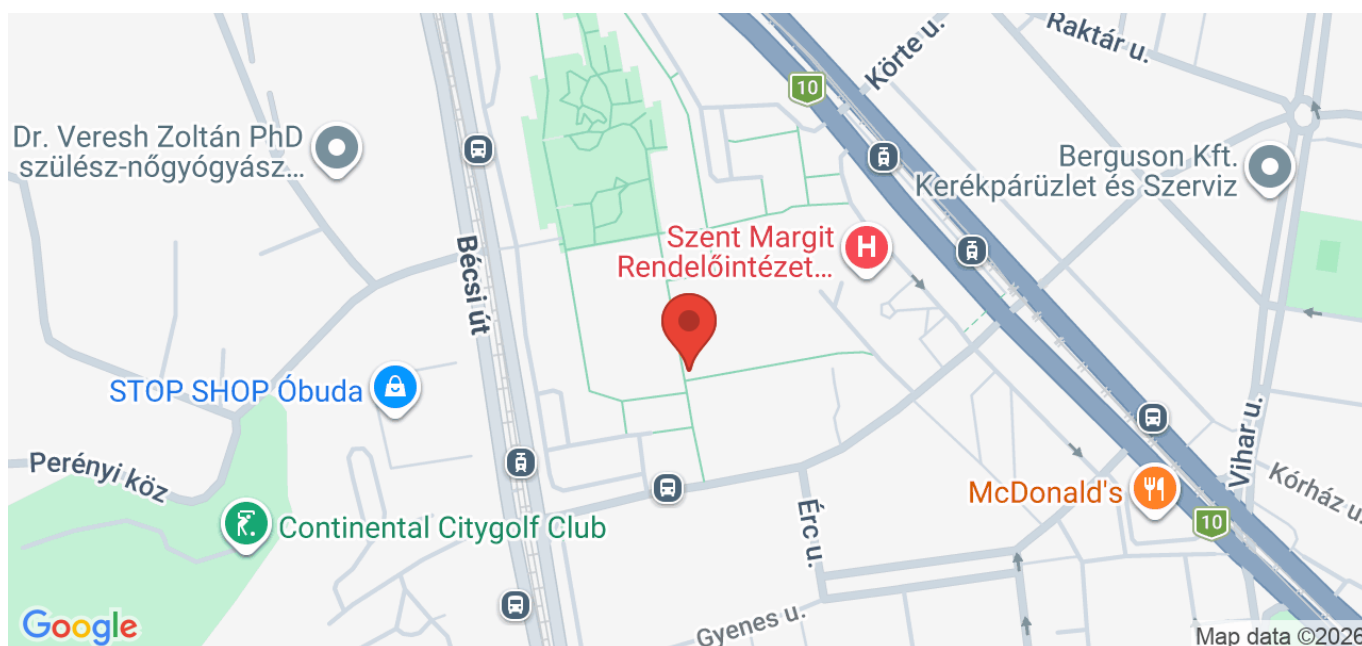 Raktár u.
Körte u.
10
Dr. Veresh Zoltán PhD
szülész-nőgyógyász...
Berguson Kft.
Kerékpárüzlet és Szerviz
Szent Margit
Rendelőintézet...
H
Bécsi út
STOP SHOP Óbuda
Perényi köz
Continental Citygolf Club
McDonald's
Vihar u.
Kórház u.
10
Érc u.
Gyenes u.
Google
Map data ©2026